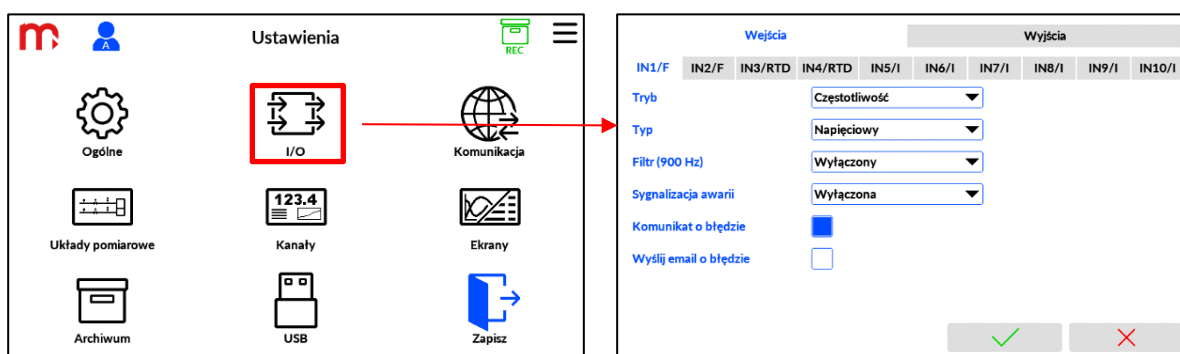 m A Ustawienia REC
Ogólne I/O Komunikacja
123.4
Układy pomiarowe Kanały Ekrany
Archiwum USB Zapisz
Wejścia Wyjścia
IN1/F IN2/F IN3/RTD IN4/RTD IN5/I IN6/I IN7/I IN8/I IN9/I IN10/I
Tryb Częstotliwość
Typ Napięciowy
Filtr (900 Hz) Wyłączony
Sygnalizacja awarii Wyłączona
Komunikat o błędzie
Wyślij email o błędzie